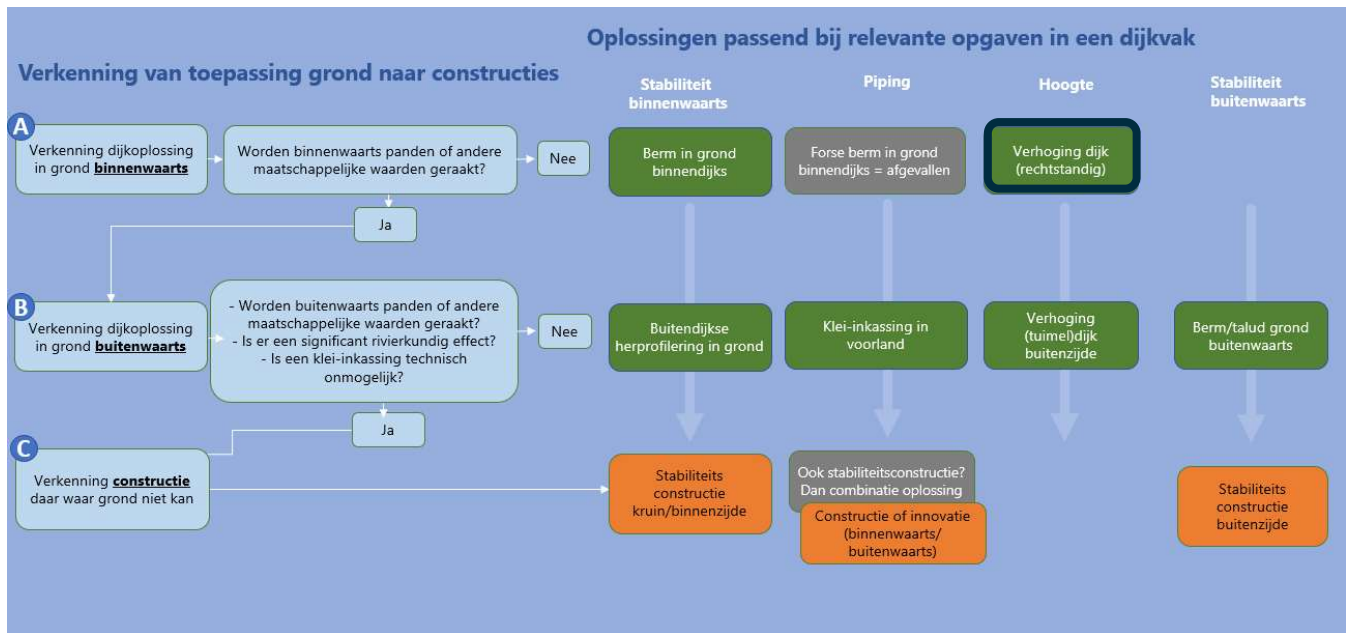 Oplossingen passend bij relevante opgaven in een dijkvak
Verkenning van toepassing grond naar constructies
Stabiliteit
binnenwaarts
Piping
Hoogte
Stabiliteit
buitenwaarts
A
Verkenning dijkoplossing
in grond binnenwaarts
Worden binnenwaarts panden of andere
maatschappelijke waarden geraakt?
Nee
Berm in grond
binnendijks
Forse berm in grond
binnendijks = afgevallen
Verhoging dijk
(rechtstandig)
Ja
B
Verkenning dijkoplossing
in grond buitenwaarts
- Worden buitenwaarts panden of andere
maatschappelijke waarden geraakt?
- Is er een significant rivierkundig effect?
- Is een klei-inkassing technisch
onmogelijk?
Nee
Buitendijkse
herprofilering in grond
Klei-inkassing in
voorland
Verhoging
(tuimel)dijk
buitenzijde
Berm/talud grond
buitenwaarts
Ja
C
Verkenning constructie
daar waar grond niet kan
Stabiliteits
constructie
kruin/binnenzijde
Ook stabiliteitsconstructie?
Dan combinatie oplossing
Constructie of innovatie
(binnenwaarts/
buitenwaarts)
Stabiliteits
constructie
buitenzijde